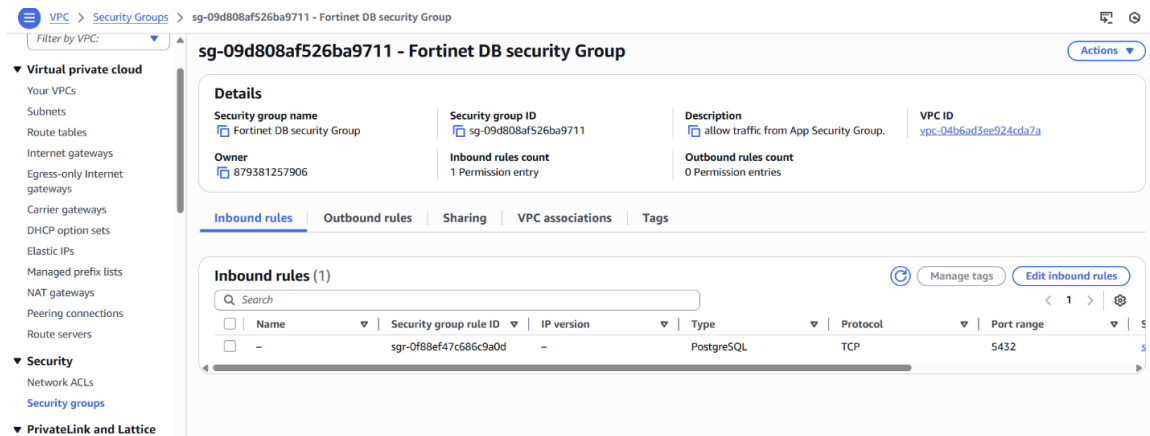 VPC > Security Groups > sg-09d808af526ba9711 - Fortinet DB security Group
Filter by VPC:
Virtual private cloud
Your VPCs
Subnets
Route tables
Internet gateways
Egress-only Internet
gateways
Carrier gateways
DHCP option sets
Elastic IPs
Managed prefix lists
NAT gateways
Peering connections
Route servers
Security
Network ACLs
Security groups
PrivateLink and Lattice
sg-09d808af526ba9711 - Fortinet DB security Group
Actions
Details
Security group name
Fortinet DB security Group
Security group ID
sg-09d808af526ba9711
Description
allow traffic from App Security Group.
VPC ID
vpc-04b6ad3ee924cda7a
Owner
879381257906
Inbound rules count
1 Permission entry
Outbound rules count
0 Permission entries
Inbound rules Outbound rules Sharing VPC associations Tags
Inbound rules (1)
Manage tags Edit inbound rules
Search
< 1 >
Name Security group rule ID IP version Type Protocol Port range
– sgr-0f88ef47c686c9a0d – PostgreSQL TCP 5432